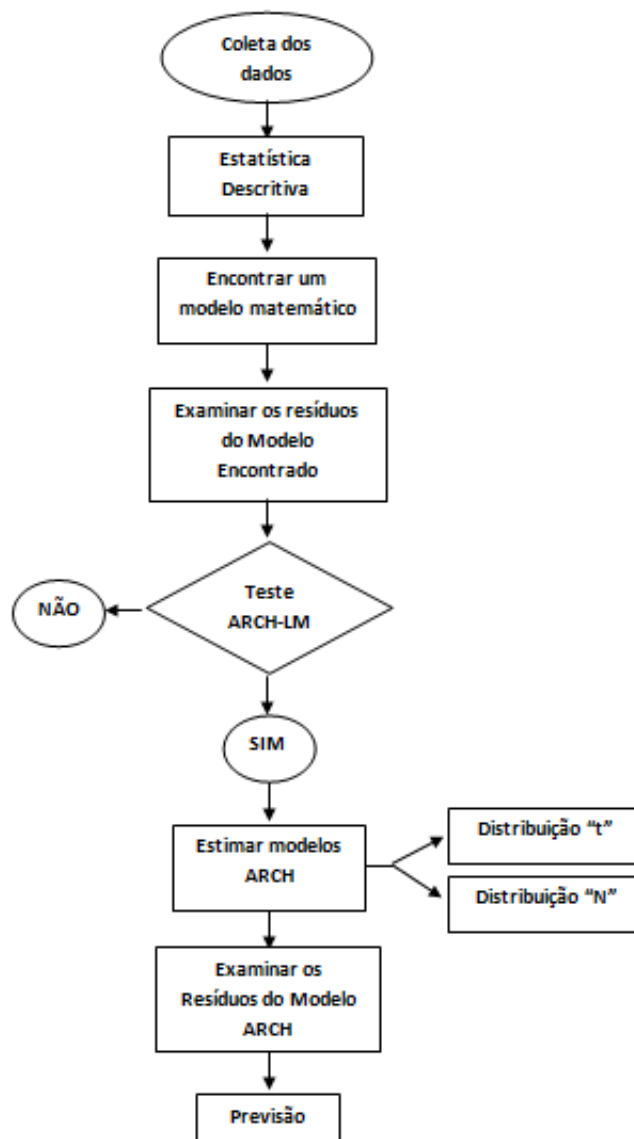 Coleta dos
dados
Estatística
Descritiva
Encontrar um
modelo matemático
Examinar os resíduos
do Modelo
Encontrado
Teste
ARCH-LM
NÃO
SIM
Estimar modelos
ARCH
Distribuição “t”
Distribuição “N”
Examinar os
Resíduos do Modelo
ARCH
Previsão